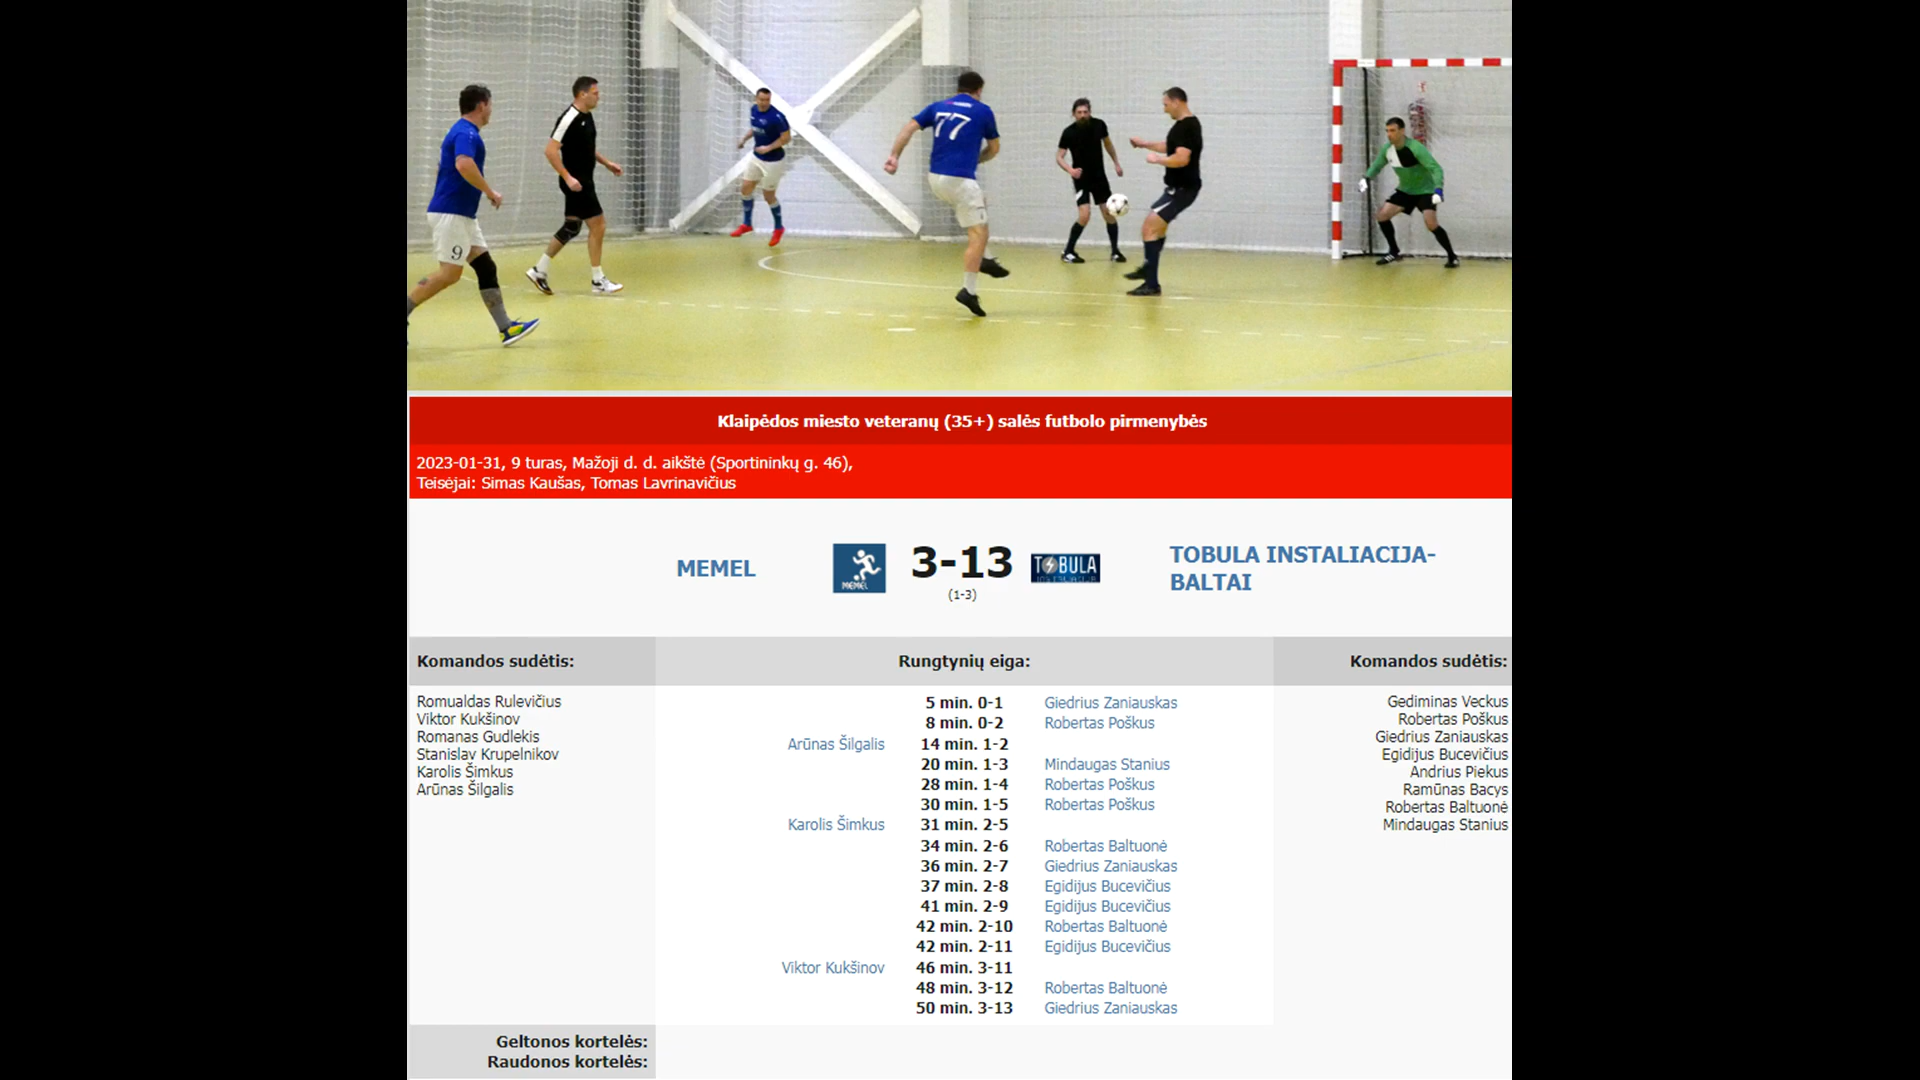 77
9
Klaipėdos miesto veteranų (35+) salės futbolo pirmenybės
2023-01-31, 9 turas, Mažoji d. d. aikštė (Sportininkų g. 46),
Teisėjai: Simas Kaušas, Tomas Lavrinavičius
MEMEL
MEMEL
3-13
(1-3)
TOBULA
INSTALIACIJA
TOBULA INSTALIACIJA-
BALTAI
Komandos sudėtis:
Rungtynių eiga:
Komandos sudėtis:
Romualdas Rulevičius
Viktor Kukšinov
Romanas Gudlekis
Stanislav Krupelnikov
Karolis Šimkus
Arūnas Šilgalis
5 min. 0-1 Giedrius Zaniauskas
8 min. 0-2 Robertas Poškus
Arūnas Šilgalis 14 min. 1-2
20 min. 1-3 Mindaugas Stanius
28 min. 1-4 Robertas Poškus
30 min. 1-5 Robertas Poškus
Karolis Šimkus 31 min. 2-5
34 min. 2-6 Robertas Baltuonė
36 min. 2-7 Giedrius Zaniauskas
37 min. 2-8 Egidijus Bucevičius
41 min. 2-9 Egidijus Bucevičius
42 min. 2-10 Robertas Baltuonė
42 min. 2-11 Egidijus Bucevičius
Viktor Kukšinov 46 min. 3-11
48 min. 3-12 Robertas Baltuonė
50 min. 3-13 Giedrius Zaniauskas
Gediminas Veckus
Robertas Poškus
Giedrius Zaniauskas
Egidijus Bucevičius
Andrius Piekus
Ramūnas Bacys
Robertas Baltuonė
Mindaugas Stanius
Geltonos kortelės:
Raudonos kortelės: